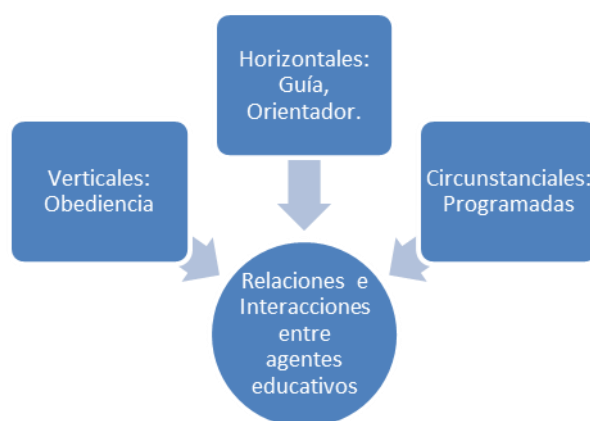 Horizontales:
Guía,
Orientador.
Verticales:
Obediencia
Circunstanciales:
Programadas
Relaciones e
Interacciones
entre
agentes
educativos